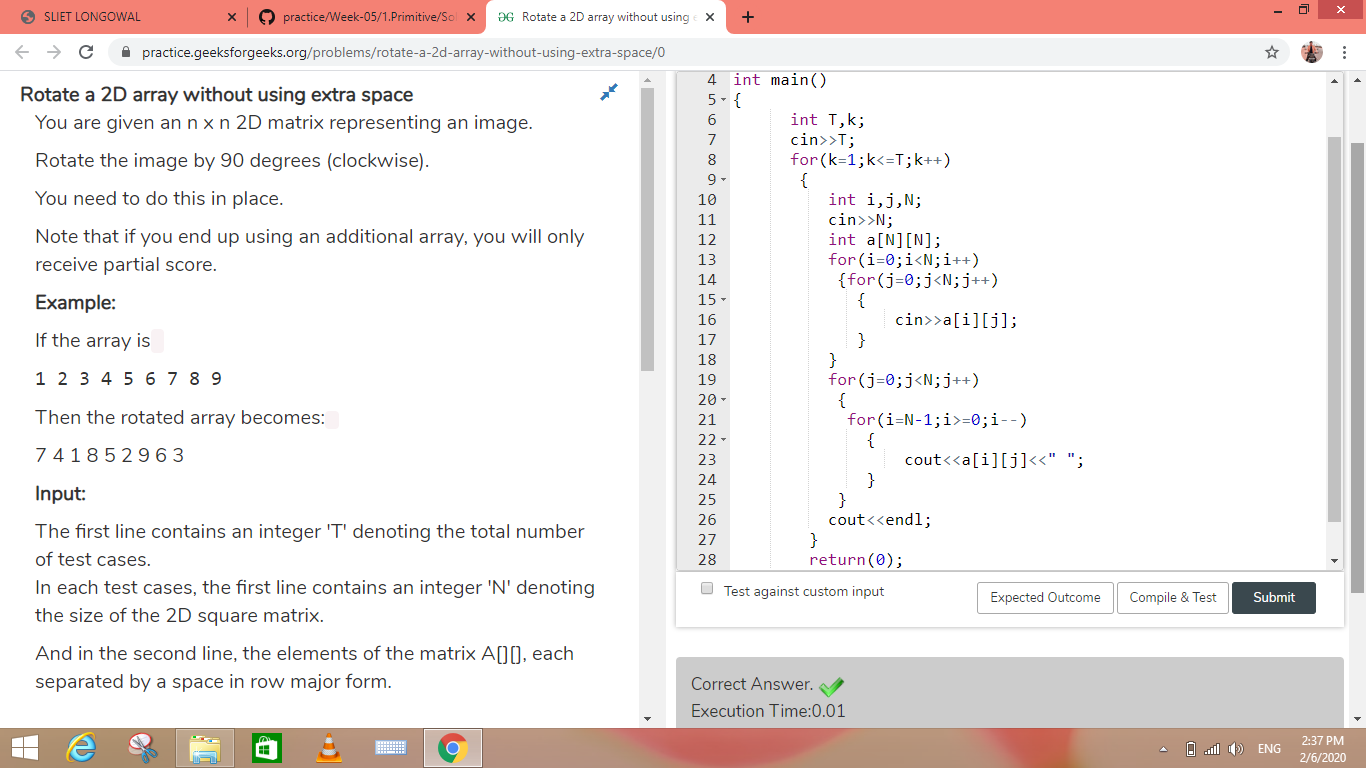 SLIET LONGOWAL
practice/Week-05/1.Primitive/Sol
Rotate a 2D array without using e
practice.geeksforgeeks.org/problems/rotate-a-2d-array-without-using-extra-space/0
Rotate a 2D array without using extra space
You are given an n x n 2D matrix representing an image.
Rotate the image by 90 degrees (clockwise).
You need to do this in place.
Note that if you end up using an additional array, you will only
receive partial score.
Example:
If the array is
1 2 3 4 5 6 7 8 9
Then the rotated array becomes:
7 4 1 8 5 2 9 6 3
Input:
The first line contains an integer 'T' denoting the total number
of test cases.
In each test cases, the first line contains an integer 'N' denoting
the size of the 2D square matrix.
And in the second line, the elements of the matrix A[][], each
separated by a space in row major form.
4 int main()
5 {
6 int T,k;
7 cin>>T;
8 for(k=1;k<=T;k++)
9 {
10 int i,j,N;
11 cin>>N;
12 int a[N][N];
13 for(i=0;i<N;i++)
14 {for(j=0;j<N;j++)
15 {
16 cin>>a[i][j];
17 }
18 }
19 for(j=0;j<N;j++)
20 {
21 for(i=N-1;i>=0;i--)
22 {
23 cout<<a[i][j]<<" ";
24 }
25 }
26 cout<<endl;
27 }
28 return(0);
Test against custom input
Expected Outcome
Compile & Test
Submit
Correct Answer.
Execution Time:0.01
ENG
2:37 PM
2/6/2020